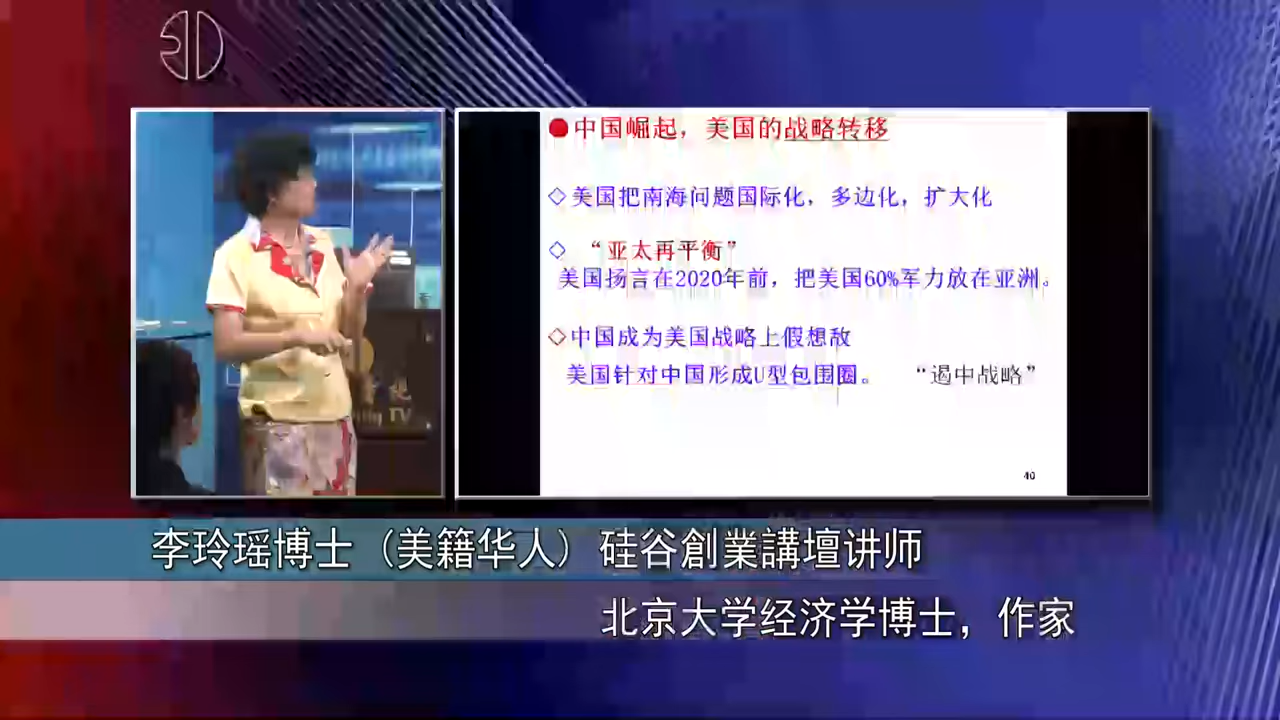 中国崛起，美国的战略转移
美国把南海问题国际化，多边化，扩大化
“亚太再平衡”
美国扬言在2020年前，把美国60%军力放在亚洲。
中国成为美国战略上假想敌
美国针对中国形成U型包围圈。 “遏中战略”
40
TV
李玲瑶博士（美籍华人）硅谷創業講壇讲师
北京大学经济学博士，作家